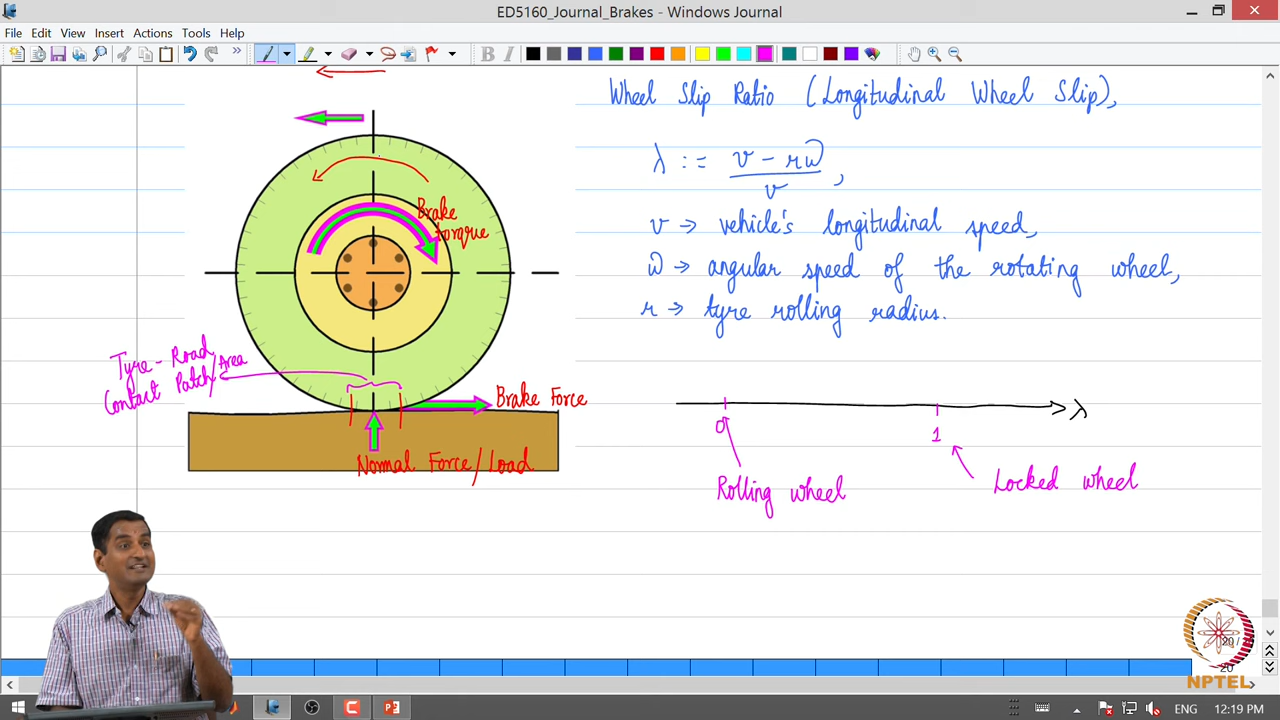 ED5160_Journal_Brakes - Windows Journal
File Edit View Insert Actions Tools Help
B I U
Wheel Slip Ratio (Longitudinal Wheel Slip),
λ := v - rω / v ,
v → vehicle's longitudinal speed,
ω → angular speed of the rotating wheel,
r → tyre rolling radius.
Brake
torque
Tyre - Road
Contact Patch/Area
Brake Force
Normal Force/Load
0
1
λ
Rolling wheel
Locked wheel
20
NPTEL
ENG 12:19 PM